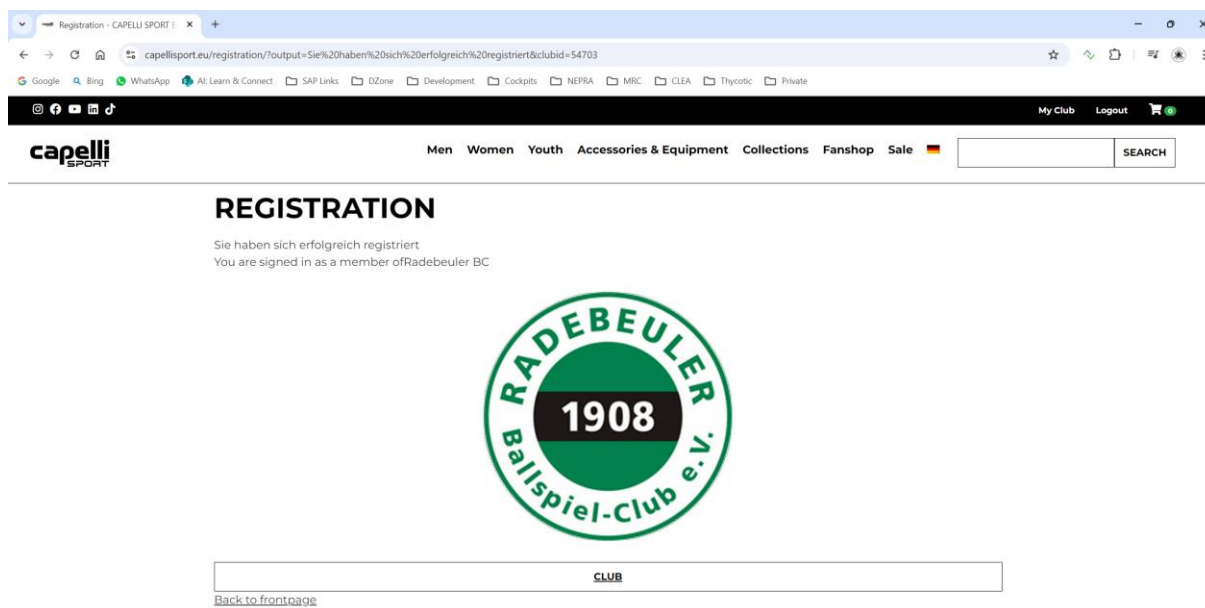 Registration - CAPELLI SPORT E
capellisport.eu/registration/?output=Sie%20haben%20sich%20erfolgreich%20registriert&clubid=54703
Google Bing WhatsApp AI: Learn & Connect SAP Links DZone Development Cockpits NEPRA MRC CLEA Thycotic Private
My Club Logout 0
capelli
SPORT
Men Women Youth Accessories & Equipment Collections Fanshop Sale SEARCH
REGISTRATION
Sie haben sich erfolgreich registriert
You are signed in as a member ofRadebeuler BC
RADEBEULER
1908
Ballspiel-Club e.V.
CLUB
Back to frontpage